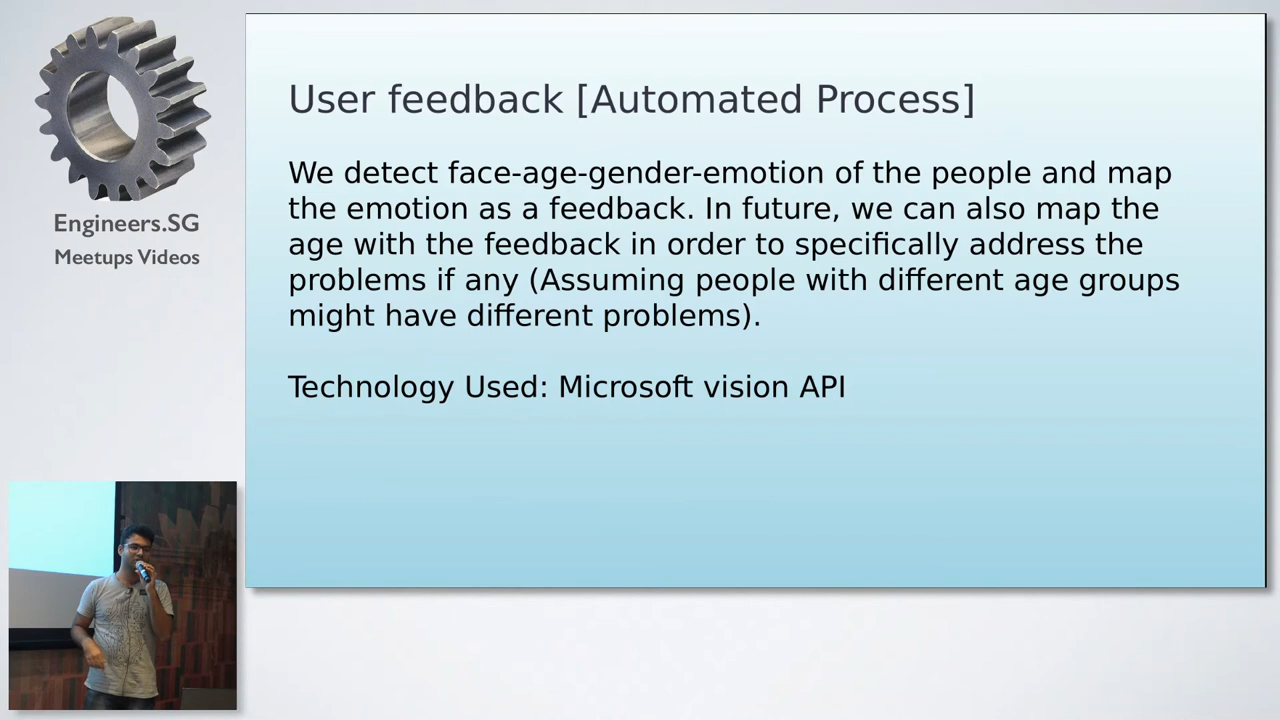 Engineers.SG
Meetups Videos
User feedback [Automated Process]
We detect face-age-gender-emotion of the people and map
the emotion as a feedback. In future, we can also map the
age with the feedback in order to specifically address the
problems if any (Assuming people with different age groups
might have different problems).
Technology Used: Microsoft vision API